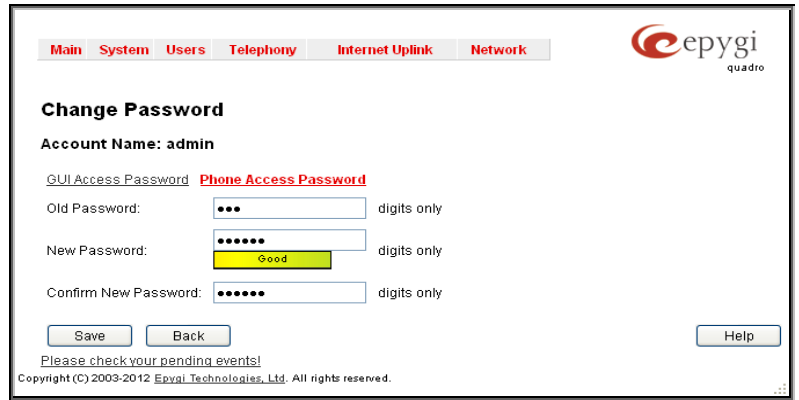 Main System Users Telephony Internet Uplink Network
epygi
quadro
Change Password
Account Name: admin
GUI Access Password Phone Access Password
Old Password: ●●● digits only
New Password: ●●●●●● digits only
Good
Confirm New Password: ●●●●●● digits only
Save Back Help
Please check your pending events!
Copyright (C) 2003-2012 Epygi Technologies, Ltd. All rights reserved.